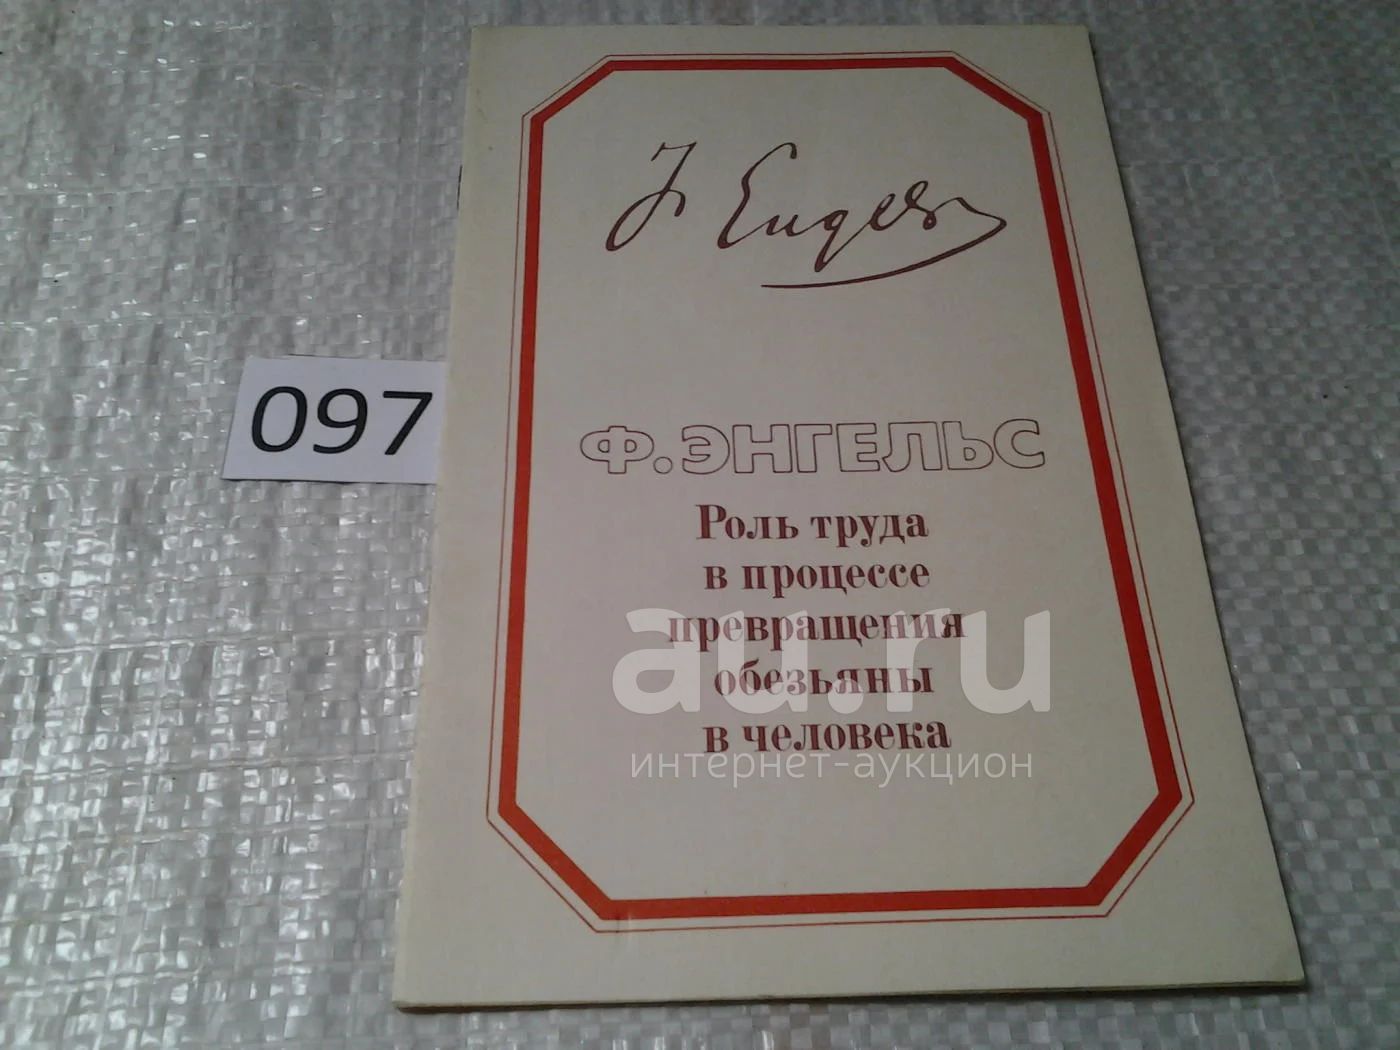 F. Engels
097
Ф. ЭНГЕЛЬС
Роль труда
в процессе
превращения
обезьяны
в человека
au.ru
интернет-аукцион